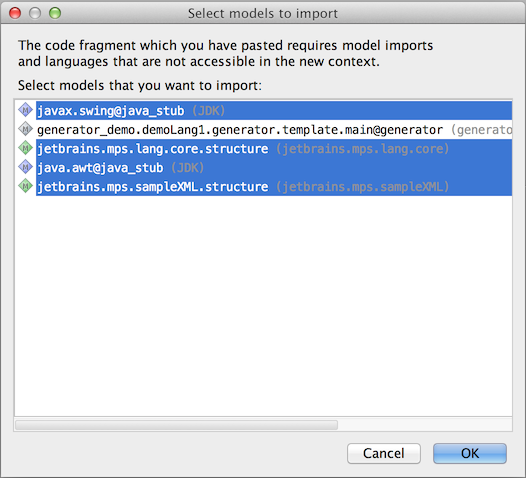 Select models to import
The code fragment which you have pasted requires model imports
and languages that are not accessible in the new context.
Select models that you want to import:
M javax.swing@java_stub (JDK)
M generator_demo.demoLang1.generator.template.main@generator (generato
M jetbrains.mps.lang.core.structure (jetbrains.mps.lang.core)
M java.awt@java_stub (JDK)
M jetbrains.mps.sampleXML.structure (jetbrains.mps.sampleXML)
Cancel OK